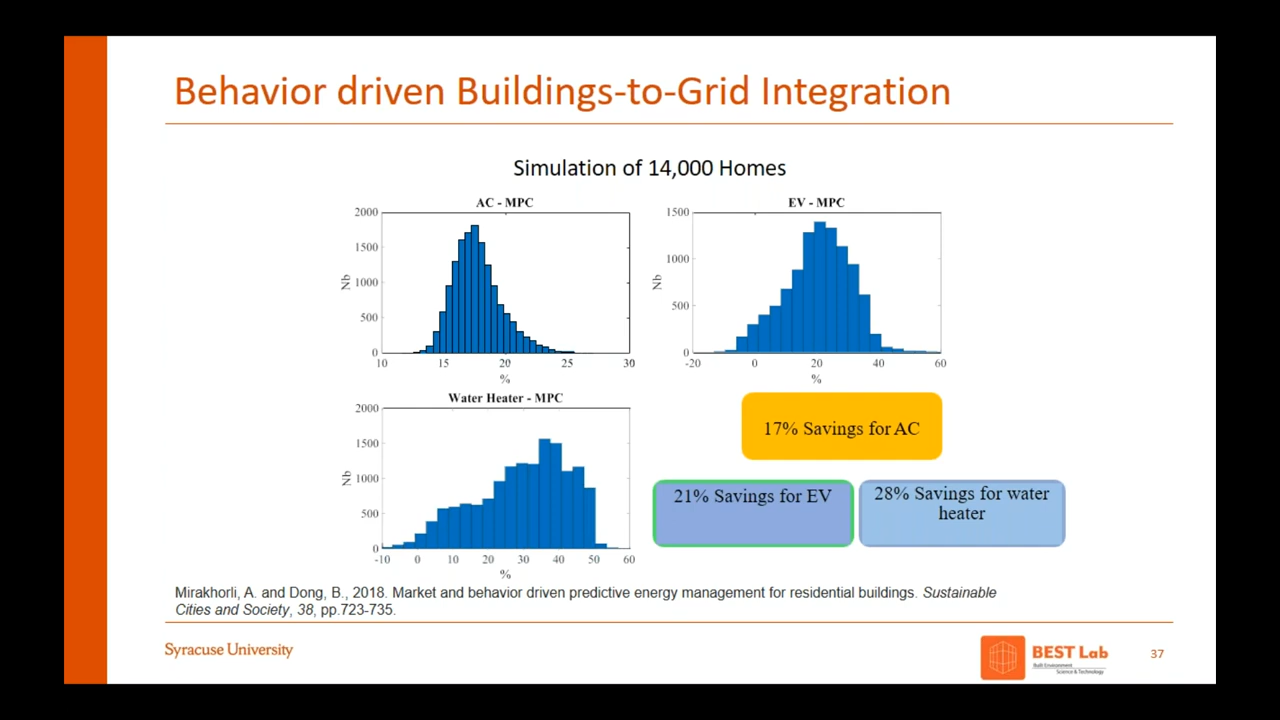 Behavior driven Buildings-to-Grid Integration
Simulation of 14,000 Homes
AC - MPC
2000
1500
1000
500
0
Nb
10 15 20 25 30
%
EV - MPC
1500
1000
500
0
Nb
-20 0 20 40 60
%
Water Heater - MPC
2000
1500
1000
500
0
Nb
-10 0 10 20 30 40 50 60
%
17% Savings for AC
21% Savings for EV
28% Savings for water
heater
Mirakhorli, A. and Dong, B., 2018. Market and behavior driven predictive energy management for residential buildings. Sustainable
Cities and Society, 38, pp.723-735.
Syracuse University
BEST Lab
Built Environment
Science & Technology
37